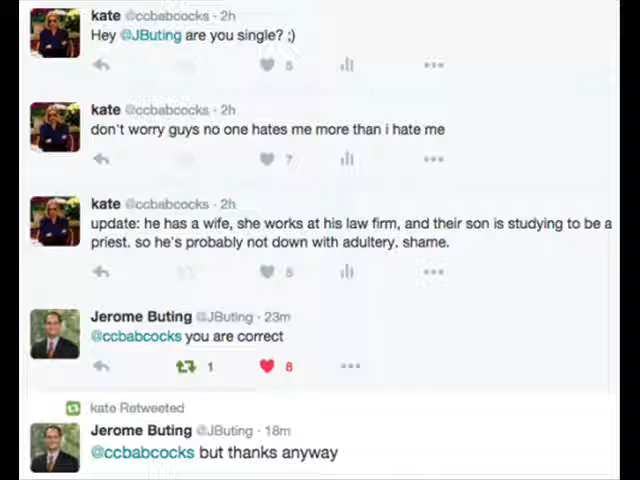 kate @ccbabcocks · 2h
Hey @JButing are you single? ;)
5
kate @ccbabcocks · 2h
don't worry guys no one hates me more than i hate me
7
kate @ccbabcocks · 2h
update: he has a wife, she works at his law firm, and their son is studying to be a
priest. so he's probably not down with adultery. shame.
5
Jerome Buting @JButing · 23m
@ccbabcocks you are correct
1 8
kate Retweeted
Jerome Buting @JButing · 18m
@ccbabcocks but thanks anyway